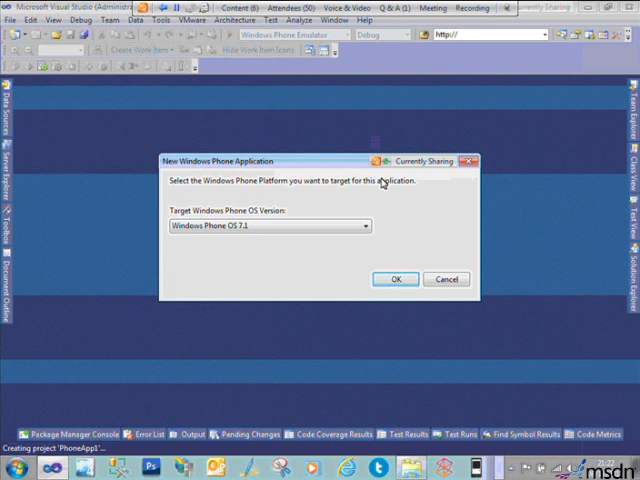 Microsoft Visual Studio (Administra
Content (6)
Attendees (50)
Voice & Video
Q & A (1)
Meeting
Recording
Currently Sharing
File
Edit
View
Debug
Team
Data
Tools
VMware
Architecture
Test
Analyze
Window
Help
Windows Phone Emulator
Debug
http://
Create Work Item
Hide Work Item Icons
Data Sources
Server Explorer
Toolbox
Document Outline
Team Explorer
Class View
Test View
Solution Explorer
New Windows Phone Application
Currently Sharing
Select the Windows Phone Platform you want to target for this application.
Target Windows Phone OS Version:
Windows Phone OS 7.1
OK
Cancel
Package Manager Console
Error List
Output
Pending Changes
Code Coverage Results
Test Results
Test Runs
Find Symbol Results
Code Metrics
Creating project 'PhoneApp1'...
Ps
msdn